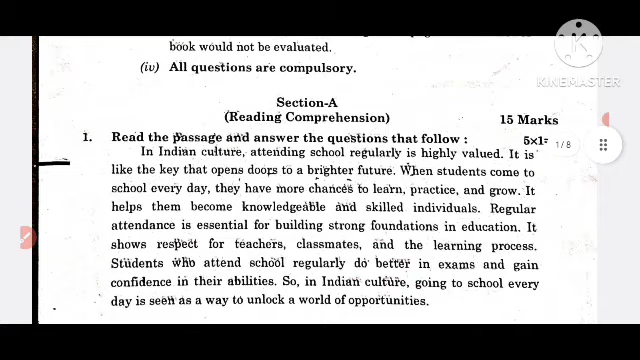 book would not be evaluated.
(iv) All questions are compulsory.
KINEMASTER
Section-A
(Reading Comprehension)
15 Marks
1. Read the passage and answer the questions that follow : 5×1=
1/8
In Indian culture, attending school regularly is highly valued. It is
like the key that opens doors to a brighter future. When students come to
school every day, they have more chances to learn, practice, and grow. It
helps them become knowledgeable and skilled individuals. Regular
attendance is essential for building strong foundations in education. It
shows respect for teachers, classmates, and the learning process.
Students who attend school regularly do better in exams and gain
confidence in their abilities. So, in Indian culture, going to school every
day is seen as a way to unlock a world of opportunities.